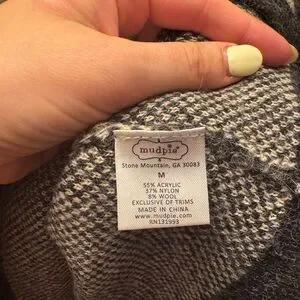 mudpie®
Stone Mountain, GA 30083
M
55% ACRYLIC
37% NYLON
8% WOOL
EXCLUSIVE OF TRIMS
MADE IN CHINA
www.mudpie.com
RN131993